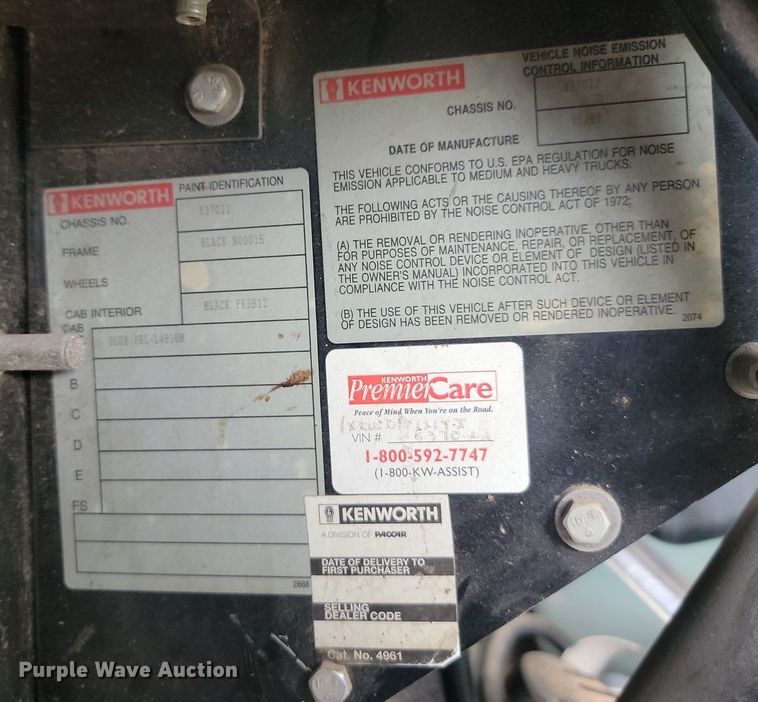 KENWORTH
PAINT IDENTIFICATION
CHASSIS NO.
837022
FRAME
BLACK N0001H
WHEELS
CAB INTERIOR
BLACK
CAB
BLUE
B
C
D
E
FS
2868
KENWORTH
VEHICLE NOISE EMISSION
CONTROL INFORMATION
CHASSIS NO.
837022
DATE OF MANUFACTURE
THIS VEHICLE CONFORMS TO U.S. EPA REGULATION FOR NOISE
EMISSION APPLICABLE TO MEDIUM AND HEAVY TRUCKS.
THE FOLLOWING ACTS OR THE CAUSING THEREOF BY ANY PERSON
ARE PROHIBITED BY THE NOISE CONTROL ACT OF 1972;
(A) THE REMOVAL OR RENDERING INOPERATIVE, OTHER THAN
FOR PURPOSES OF MAINTENANCE, REPAIR, OR REPLACEMENT, OF
ANY NOISE CONTROL DEVICE OR ELEMENT OF DESIGN (LISTED IN
THE OWNER'S MANUAL) INCORPORATED INTO THIS VEHICLE IN
COMPLIANCE WITH THE NOISE CONTROL ACT.
(B) THE USE OF THIS VEHICLE AFTER SUCH DEVICE OR ELEMENT
OF DESIGN HAS BEEN REMOVED OR RENDERED INOPERATIVE.
2074
KENWORTH
PremierCare
Peace of Mind When You're on the Road.
VIN #
1-800-592-7747
(1-800-KW-ASSIST)
KENWORTH
A DIVISION OF PACCAR
DATE OF DELIVERY TO
FIRST PURCHASER
SELLING
DEALER CODE
Cat. No. 4961
Purple Wave Auction